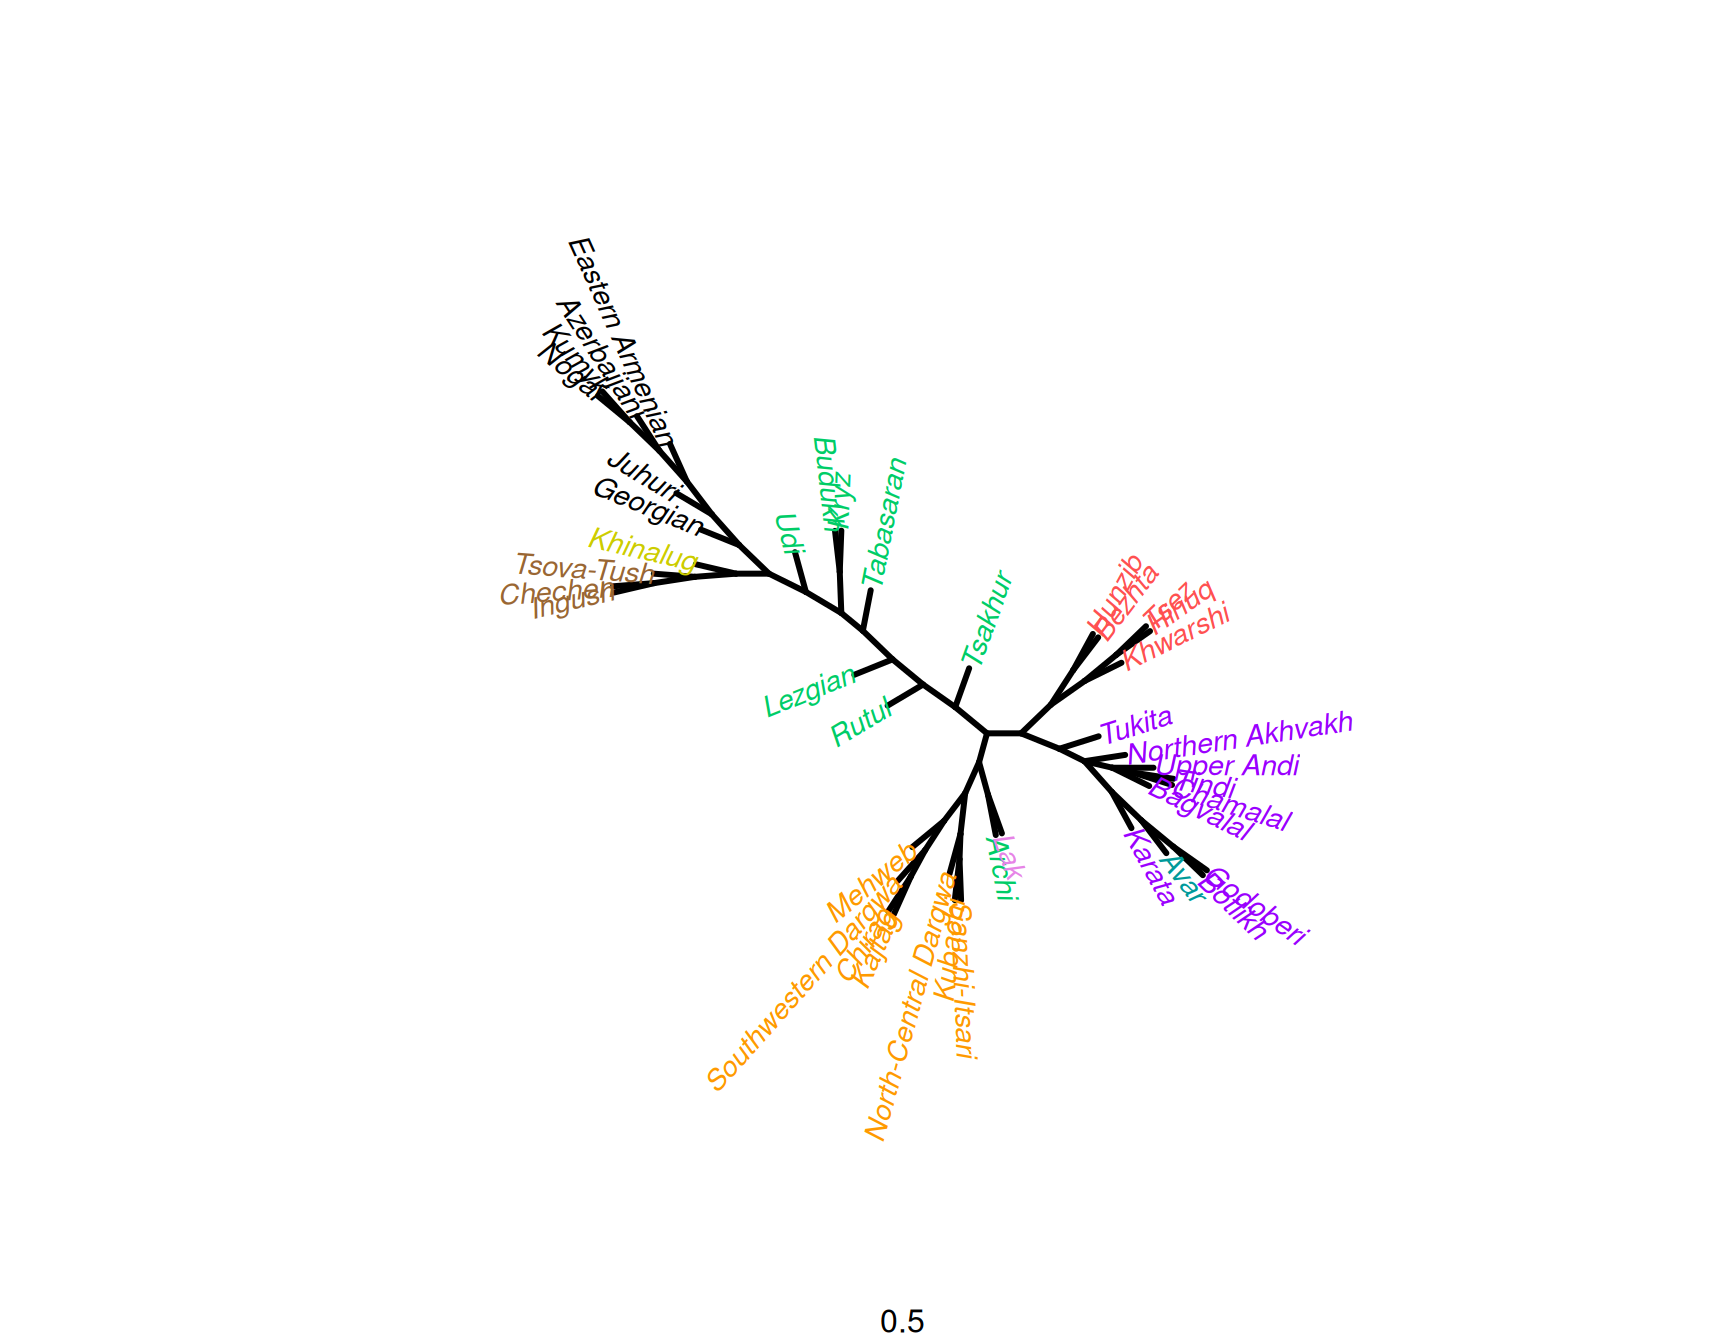 Eastern Armenian
Azerbaijani
Kumyk
Nogai
Juhuri
Georgian
Khinalug
Tsova-Tush
Chechen
Ingush
Udi
Budukh
Kryz
Tabasaran
Lezgian
Rutul
Tsakhur
Hunzib
Bezhta
Tsez
Hinuq
Khwarshi
Tukita
Northern Akhvakh
Upper Andi
Tindi
Chamalal
Bagvalal
Karata
Avar
Godoberi
Botlikh
Lak
Archi
Mehweb
Southwestern Dargwa
Chirag
Kajtag
North-Central Dargwa
Kubachi
Sanzhi-Itsari
0.5